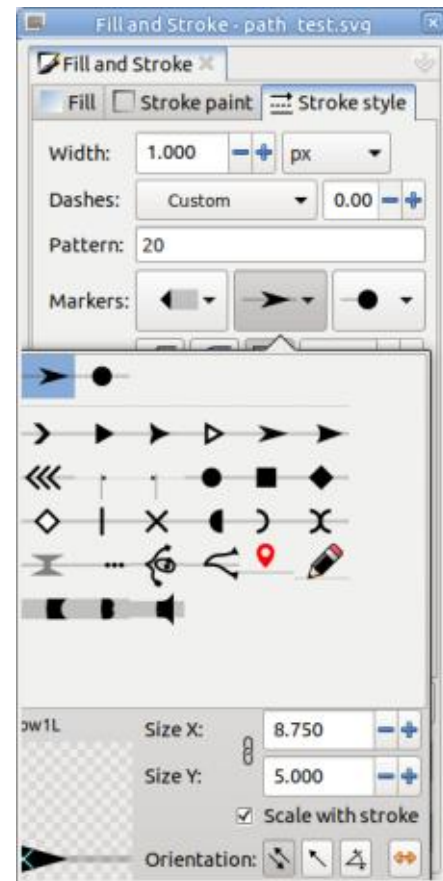 Fill and Stroke - path_test.svg
Fill and Stroke
Fill Stroke paint Stroke style
Width: 1.000 px
Dashes: Custom 0.00
Pattern: 20
Markers:
ow1L Size X: 8.750
Size Y: 5.000
Scale with stroke
Orientation: